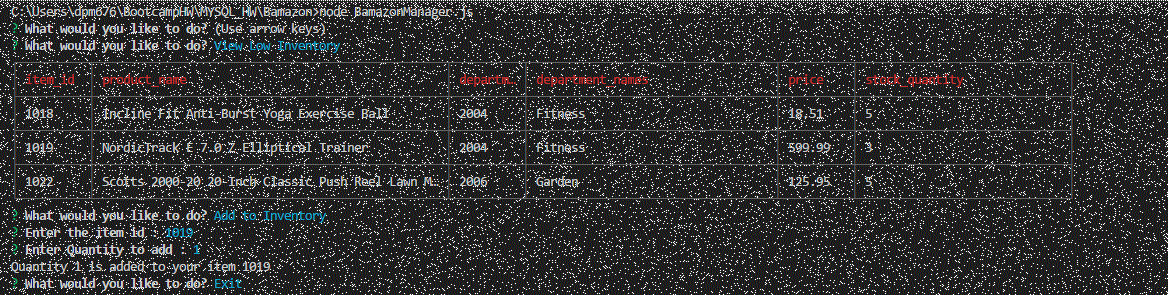 C:\Users\dpm676\BootcampHW\MYSQL_HW\Bamazon>node BamazonManager.js
? What would you like to do? (Use arrow keys)
? What would you like to do? View Low Inventory
item_id product_name departm… department_name price stock_quantity
1018 Incline Fit Anti-Burst Yoga Exercise Ball 2004 Fitness 18.51 5
1019 NordicTrack E 7.0 Z Elliptical Trainer 2004 Fitness 599.99 3
1022 Scotts 2000-20 20-Inch Classic Push Reel Lawn M… 2006 Garden 125.95 5
? What would you like to do? Add to Inventory
? Enter the item id : 1019
? Enter Quantity to add : 1
Quantity 1 is added to your item 1019
? What would you like to do? Exit